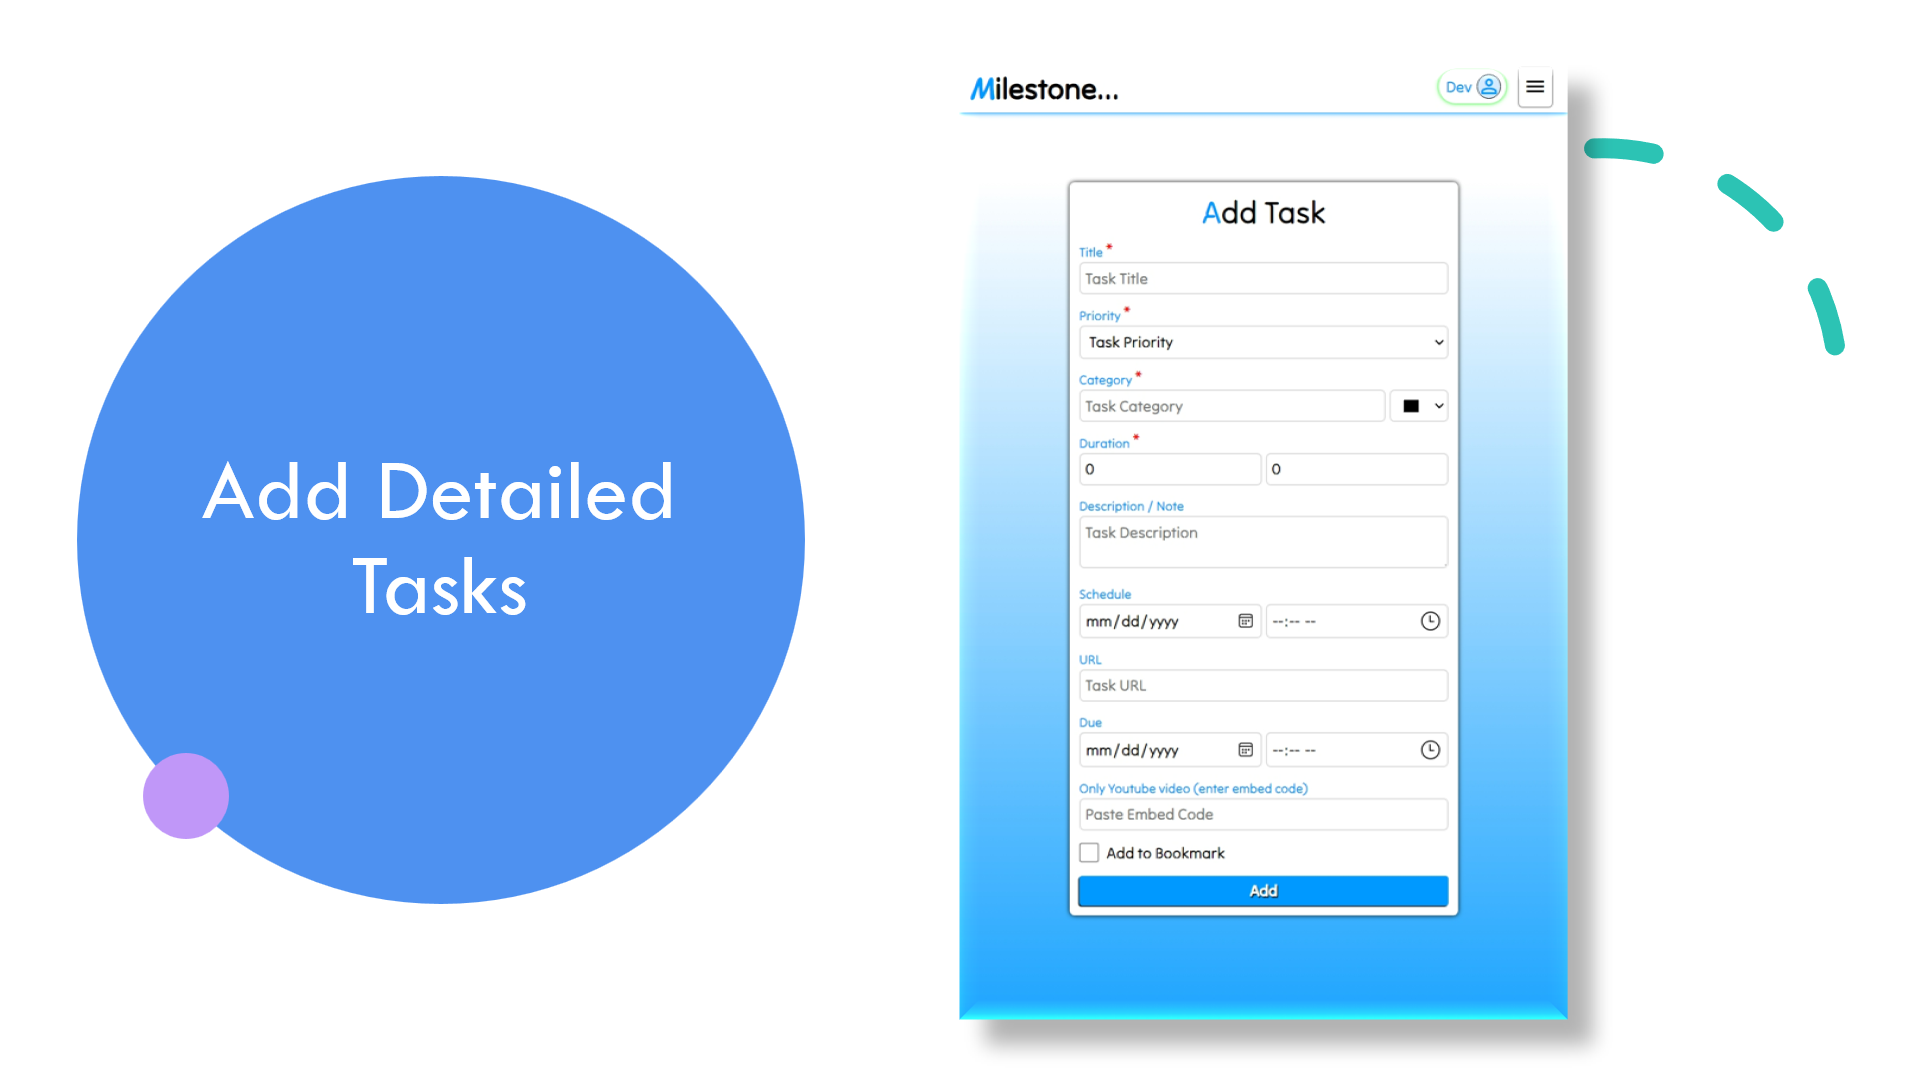 Add Detailed
Tasks
Milestone...
Dev
Add Task
Title *
Task Title
Priority *
Task Priority
Category *
Task Category
Duration *
0 0
Description / Note
Task Description
Schedule
mm/dd/yyyy --:-- --
URL
Task URL
Due
mm/dd/yyyy --:-- --
Only Youtube video (enter embed code)
Paste Embed Code
Add to Bookmark
Add